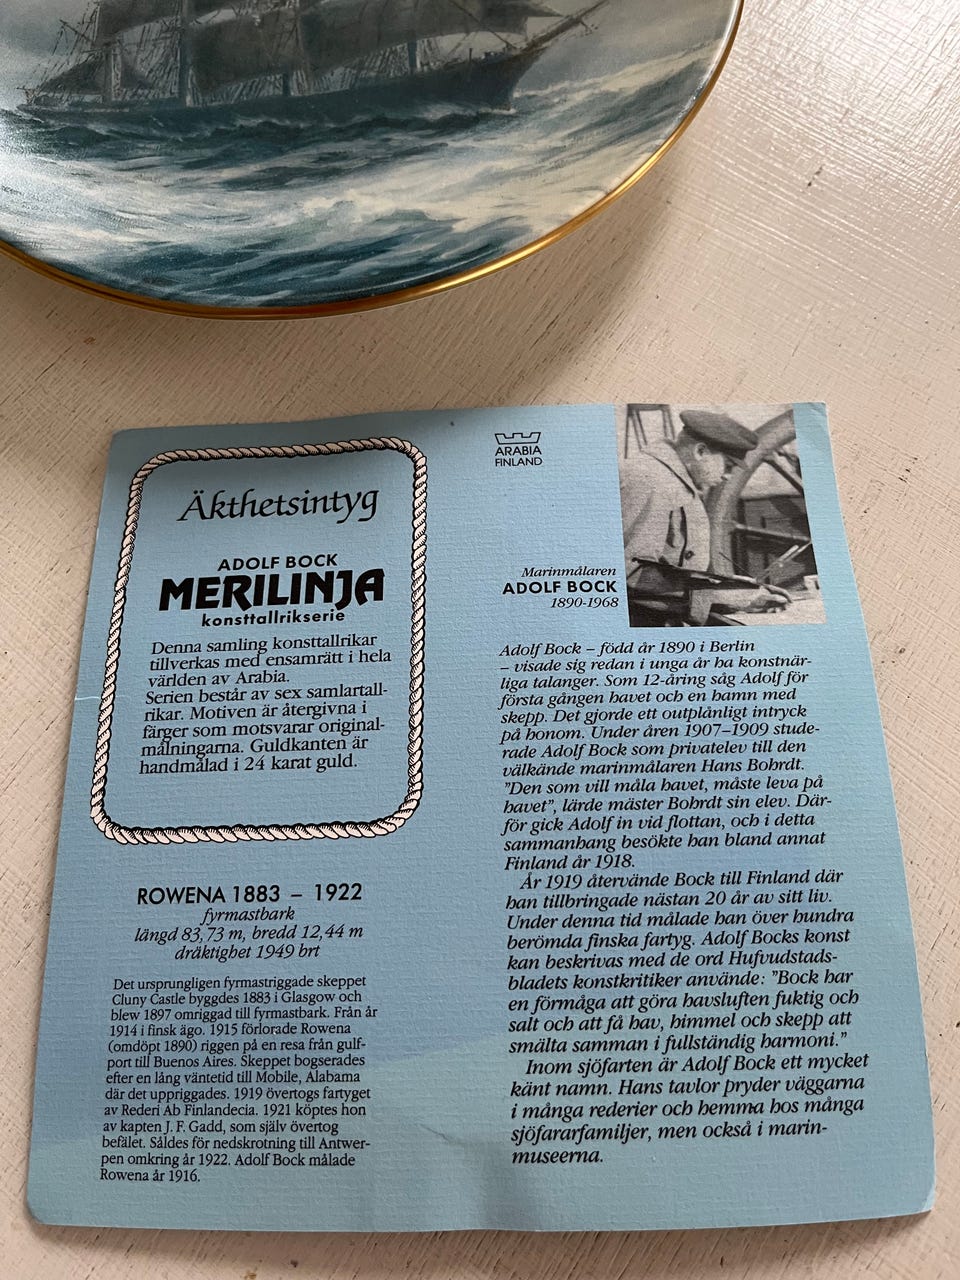 Äkthetsintyg
ADOLF BOCK
MERILINJA
konsttallrikserie
Denna samling konsttallrikar
tillverkas med ensamrätt i hela
världen av Arabia.
Serien består av sex samlartall-
rikar. Motiven är återgivna i
färger som motsvarar original-
målningarna. Guldkanten är
handmålad i 24 karat guld.
ROWENA 1883 – 1922
fyrmastbark
längd 83,73 m, bredd 12,44 m
dräktighet 1949 brt
Det ursprungligen fyrmastriggade skeppet
Cluny Castle byggdes 1883 i Glasgow och
blew 1897 omriggad till fyrmastbark. Från år
1914 i finsk ägo. 1915 förlorade Rowena
(omdöpt 1890) riggen på en resa från gulf-
port till Buenos Aires. Skeppet bogserades
efter en lång väntetid till Mobile, Alabama
där det uppriggades. 1919 övertogs fartyget
av Rederi Ab Finlandecia. 1921 köptes hon
av kapten J. F. Gadd, som själv övertog
befälet. Såldes för nedskrotning till Antwer-
pen omkring år 1922. Adolf Bock målade
Rowena år 1916.
ARABIA
FINLAND
Marinmålaren
ADOLF BOCK
1890-1968
Adolf Bock – född år 1890 i Berlin
– visade sig redan i unga år ha konstnär-
liga talanger. Som 12-åring såg Adolf för
första gången havet och en hamn med
skepp. Det gjorde ett outplånligt intryck
på honom. Under åren 1907–1909 stude-
rade Adolf Bock som privatelev till den
välkände marinmålaren Hans Bohrdt.
"Den som vill måla havet, måste leva på
havet", lärde mäster Bohrdt sin elev. Där-
för gick Adolf in vid flottan, och i detta
sammanhang besökte han bland annat
Finland år 1918.
År 1919 återvände Bock till Finland där
han tillbringade nästan 20 år av sitt liv.
Under denna tid målade han över hundra
berömda finska fartyg. Adolf Bocks konst
kan beskrivas med de ord Hufvudstads-
bladets konstkritiker använde: "Bock har
en förmåga att göra havsluften fuktig och
salt och att få hav, himmel och skepp att
smälta samman i fullständig harmoni."
Inom sjöfarten är Adolf Bock ett mycket
känt namn. Hans tavlor pryder väggarna
i många rederier och hemma hos många
sjöfararfamiljer, men också i marin-
museerna.